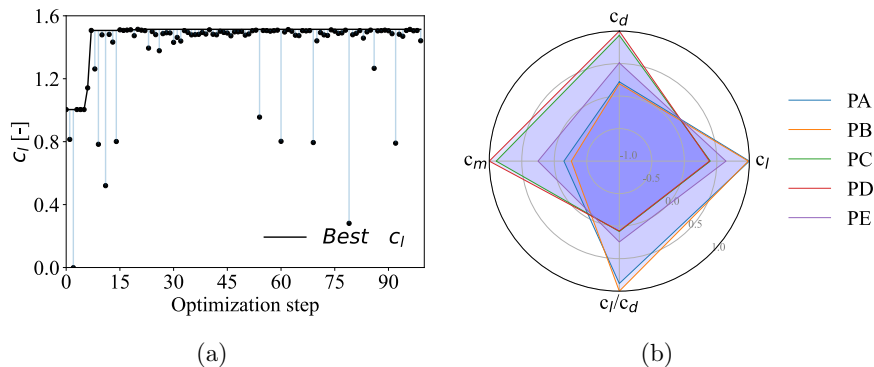 1.6
1.2
0.8
0.4
0.0
c_l [-]
Best c_l
0 15 30 45 60 75 90
Optimization step
(a)
c_d
c_m
c_l
c_l/c_d
-1.0
-0.5
0.0
0.5
1.0
PA
PB
PC
PD
PE
(b)